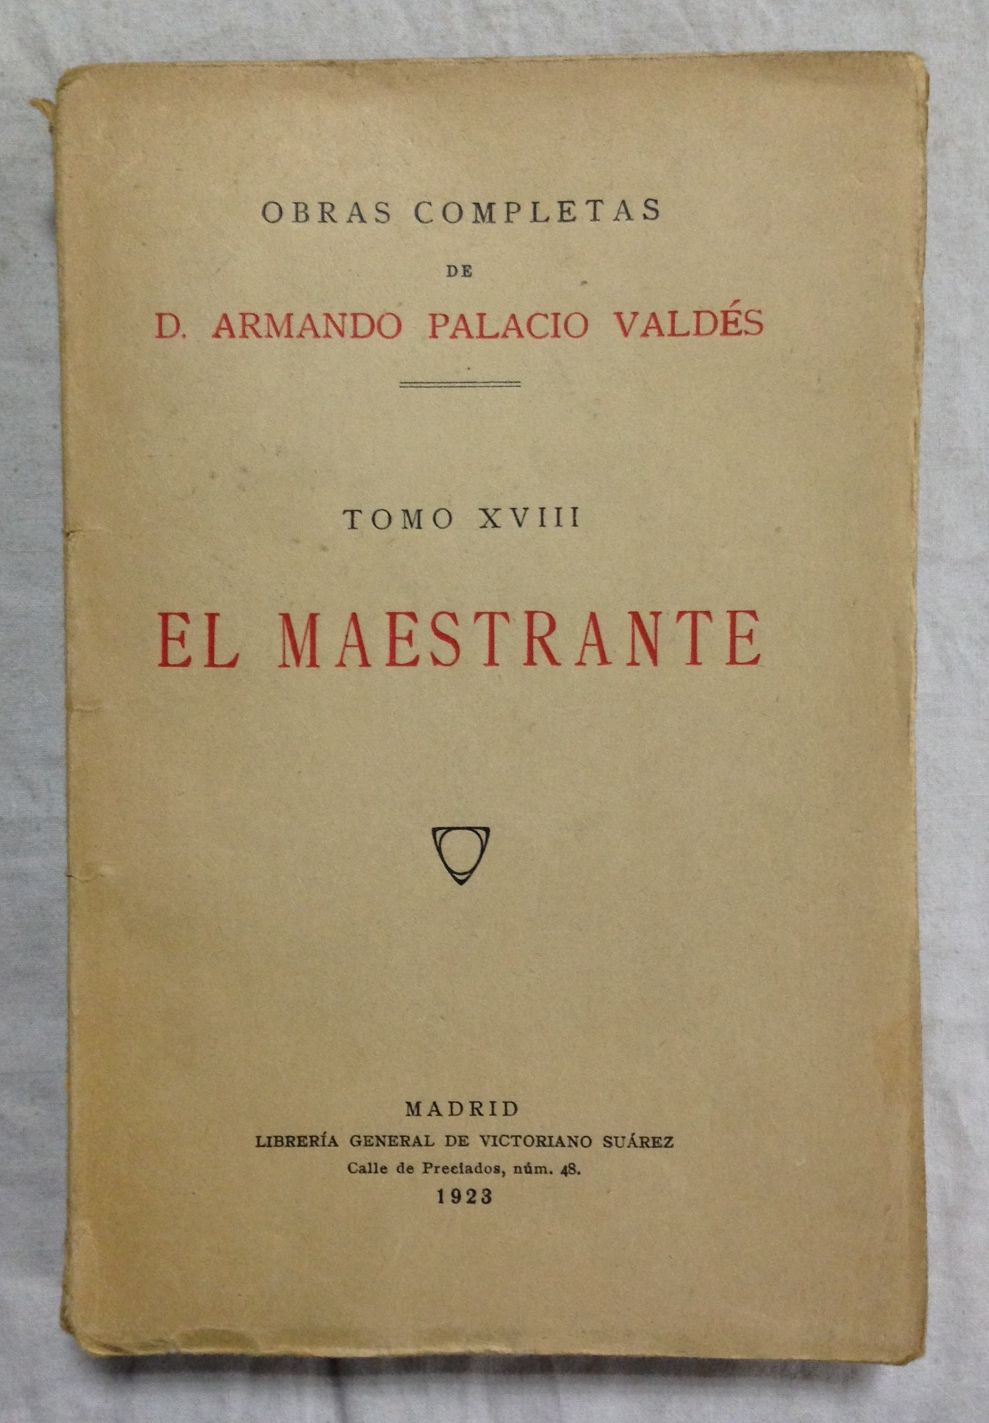 OBRAS COMPLETAS
DE
D. ARMANDO PALACIO VALDÉS
TOMO XVIII
EL MAESTRANTE
MADRID
LIBRERÍA GENERAL DE VICTORIANO SUÁREZ
Calle de Preciados, núm. 48.
1923